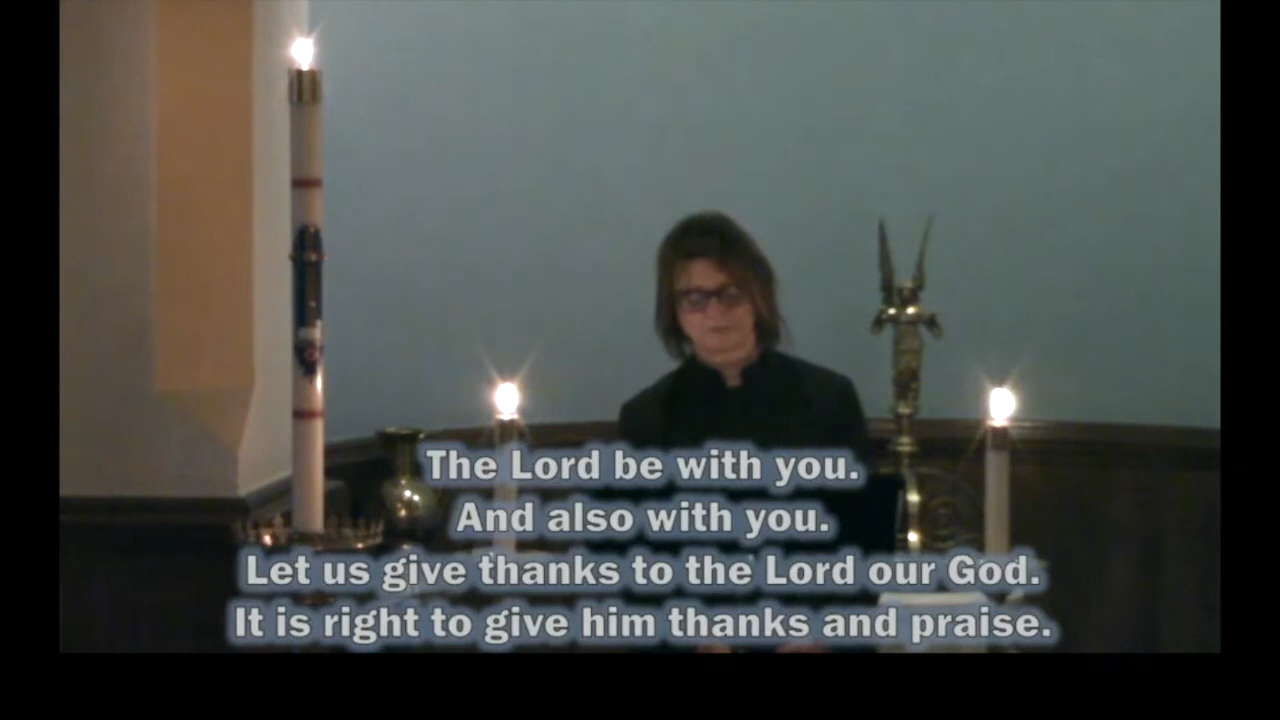 The Lord be with you.
And also with you.
Let us give thanks to the Lord our God.
It is right to give him thanks and praise.